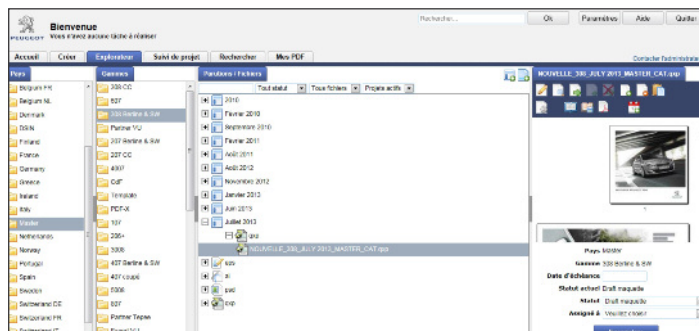 PEUGEOT
Bienvenue
Vous n'avez aucune tâche à réaliser
Rechercher...
Ok
Paramètres
Aide
Quitter
Accueil
Créer
Explorateur
Suivi de projet
Rechercher
Mes PDF
Contacter l'administrate
Pays
Belgium FR
Belgium NL
Denmark
DSIN
Finland
France
Germany
Greece
Ireland
Italy
Master
Netherlands
Norway
Portugal
Spain
Sweden
Switzerland DE
Switzerland FR
Switzerland IT
Gammes
308 CC
807
308 Berline & SW
Partner VU
207 Berline & SW
207 CC
4007
CdF
Template
PDF-X
107
206+
3008
407 Berline & SW
407 coupé
5008
607
Partner Tepee
Parutions / Fichiers
Tout statut
Tous fichiers
Projets actifs
2010
Février 2010
Septembre 2010
Février 2011
Août 2011
Août 2012
Novembre 2012
Janvier 2013
Juin 2013
Juillet 2013
qxp
NOUVELLE_308_JULY 2013_MASTER_CAT.qxp
eps
ai
psd
qxp
NOUVELLE_308_JULY 2013_MASTER_CAT.qxp
Pays Master
Gamme 308 Berline & SW
Date d'échéance
Statut actuel Draft maquette
Statut Draft maquette
Assigné à Veuillez choisir